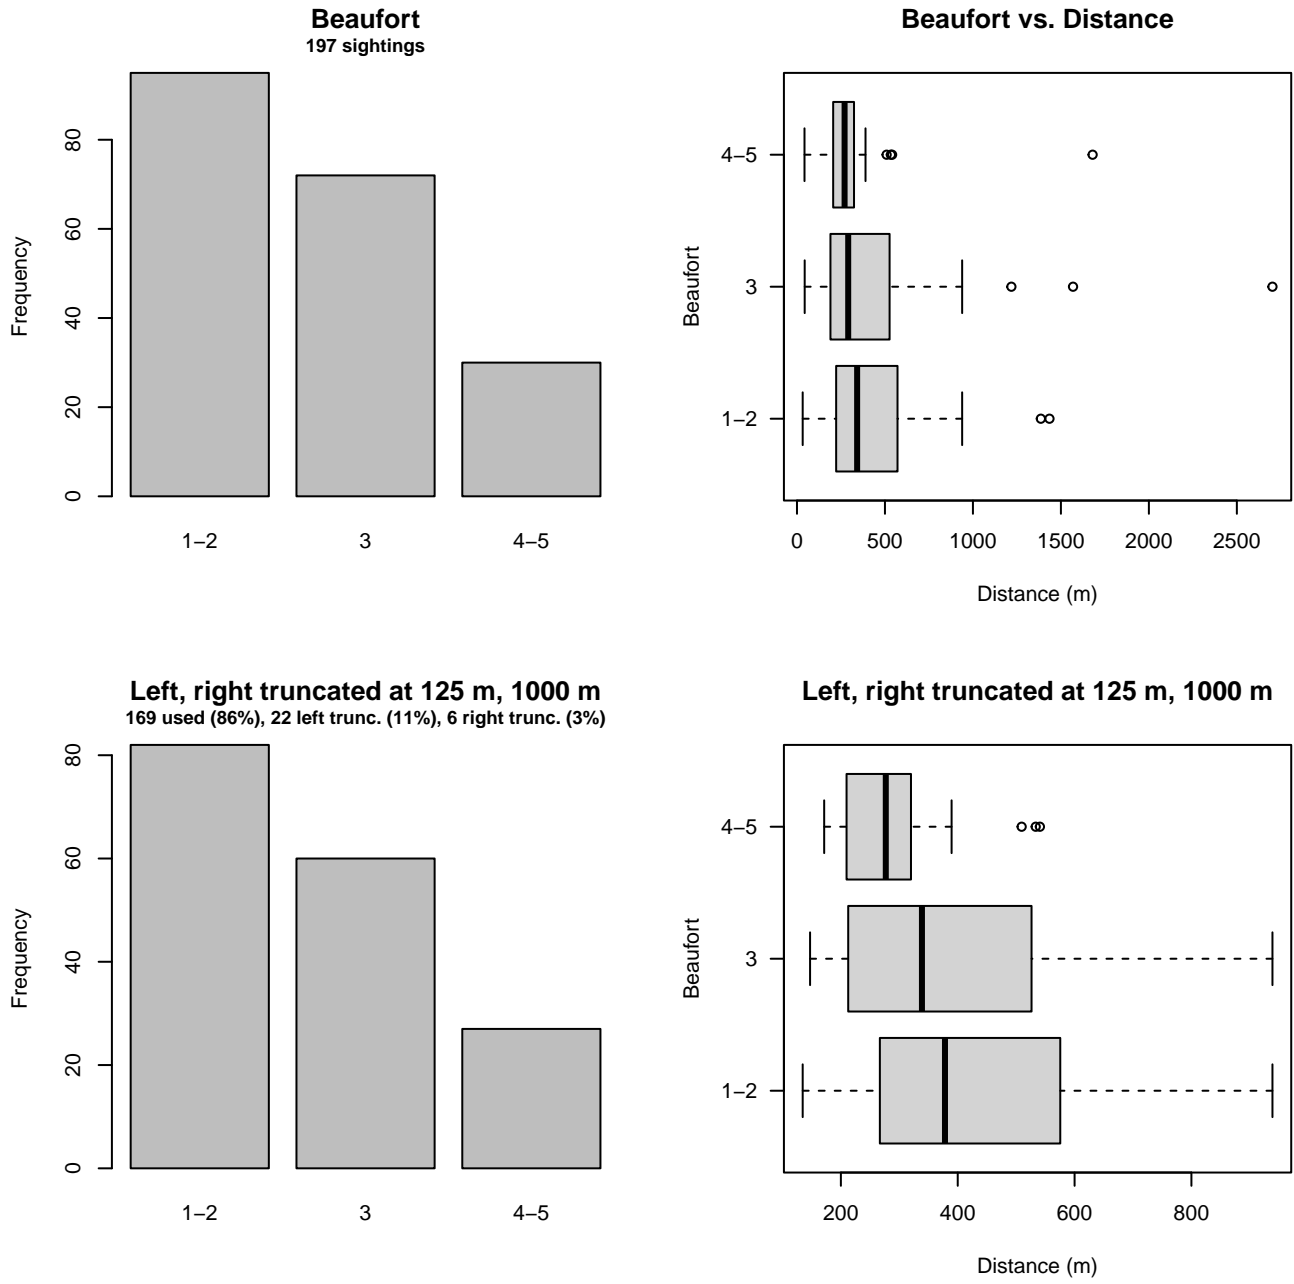 Beaufort
197 sightings
Frequency
0
20
40
60
80
1–2
3
4–5
Beaufort vs. Distance
Beaufort
4–5
3
1–2
0 500 1000 1500 2000 2500
Distance (m)
Left, right truncated at 125 m, 1000 m
169 used (86%), 22 left trunc. (11%), 6 right trunc. (3%)
Frequency
0
20
40
60
80
1–2
3
4–5
Left, right truncated at 125 m, 1000 m
Beaufort
4–5
3
1–2
200 400 600 800
Distance (m)